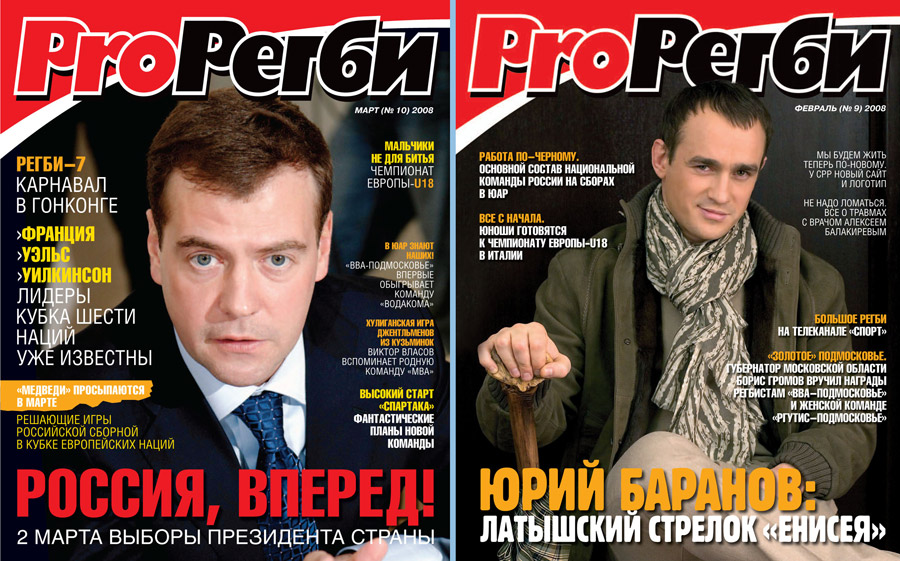 PROРЕГБИ
МАРТ (№ 10) 2008
РЕГБИ–7
КАРНАВАЛ
В ГОНКОНГЕ
›ФРАНЦИЯ
›УЭЛЬС
›УИЛКИНСОН
ЛИДЕРЫ
КУБКА ШЕСТИ
НАЦИЙ
УЖЕ ИЗВЕСТНЫ
«МЕДВЕДИ» ПРОСЫПАЮТСЯ
В МАРТЕ
РЕШАЮЩИЕ ИГРЫ
РОССИЙСКОЙ СБОРНОЙ
В КУБКЕ ЕВРОПЕЙСКИХ НАЦИЙ
МАЛЬЧИКИ
НЕ ДЛЯ БИТЬЯ
ЧЕМПИОНАТ
ЕВРОПЫ-U18
В ЮАР ЗНАЮТ
НАШИХ!
«ВВА-ПОДМОСКОВЬЕ»
ВПЕРВЫЕ
ОБЫГРЫВАЕТ
КОМАНДУ
«ВОДАКОМА»
ХУЛИГАНСКАЯ ИГРА
ДЖЕНТЛЬМЕНОВ
ИЗ КУЗЬМИНОК
ВИКТОР ВЛАСОВ
ВСПОМИНАЕТ РОДНУЮ
КОМАНДУ «МВА»
ВЫСОКИЙ СТАРТ
«СПАРТАКА»
ФАНТАСТИЧЕСКИЕ
ПЛАНЫ НОВОЙ
КОМАНДЫ
РОССИЯ, ВПЕРЕД!
2 МАРТА ВЫБОРЫ ПРЕЗИДЕНТА СТРАНЫ
PROРЕГБИ
ФЕВРАЛЬ (№ 9) 2008
РАБОТА ПО–ЧЕРНОМУ.
ОСНОВНОЙ СОСТАВ НАЦИОНАЛЬНОЙ
КОМАНДЫ РОССИИ НА СБОРАХ
В ЮАР
ВСЕ С НАЧАЛА.
ЮНОШИ ГОТОВЯТСЯ
К ЧЕМПИОНАТУ ЕВРОПЫ-U18
В ИТАЛИИ
МЫ БУДЕМ ЖИТЬ
ТЕПЕРЬ ПО-НОВОМУ.
У СРР НОВЫЙ САЙТ
И ЛОГОТИП
НЕ НАДО ЛОМАТЬСЯ.
ВСЕ О ТРАВМАХ
С ВРАЧОМ АЛЕКСЕЕМ
БАЛАКИРЕВЫМ
БОЛЬШОЕ РЕГБИ
НА ТЕЛЕКАНАЛЕ «СПОРТ»
«ЗОЛОТОЕ» ПОДМОСКОВЬЕ.
ГУБЕРНАТОР МОСКОВСКОЙ ОБЛАСТИ
БОРИС ГРОМОВ ВРУЧИЛ НАГРАДЫ
РЕГБИСТАМ «ВВА–ПОДМОСКОВЬЕ»
И ЖЕНСКОЙ КОМАНДЕ
«РГУТИС–ПОДМОСКОВЬЕ»
ЮРИЙ БАРАНОВ:
ЛАТЫШСКИЙ СТРЕЛОК «ЕНИСЕЯ»